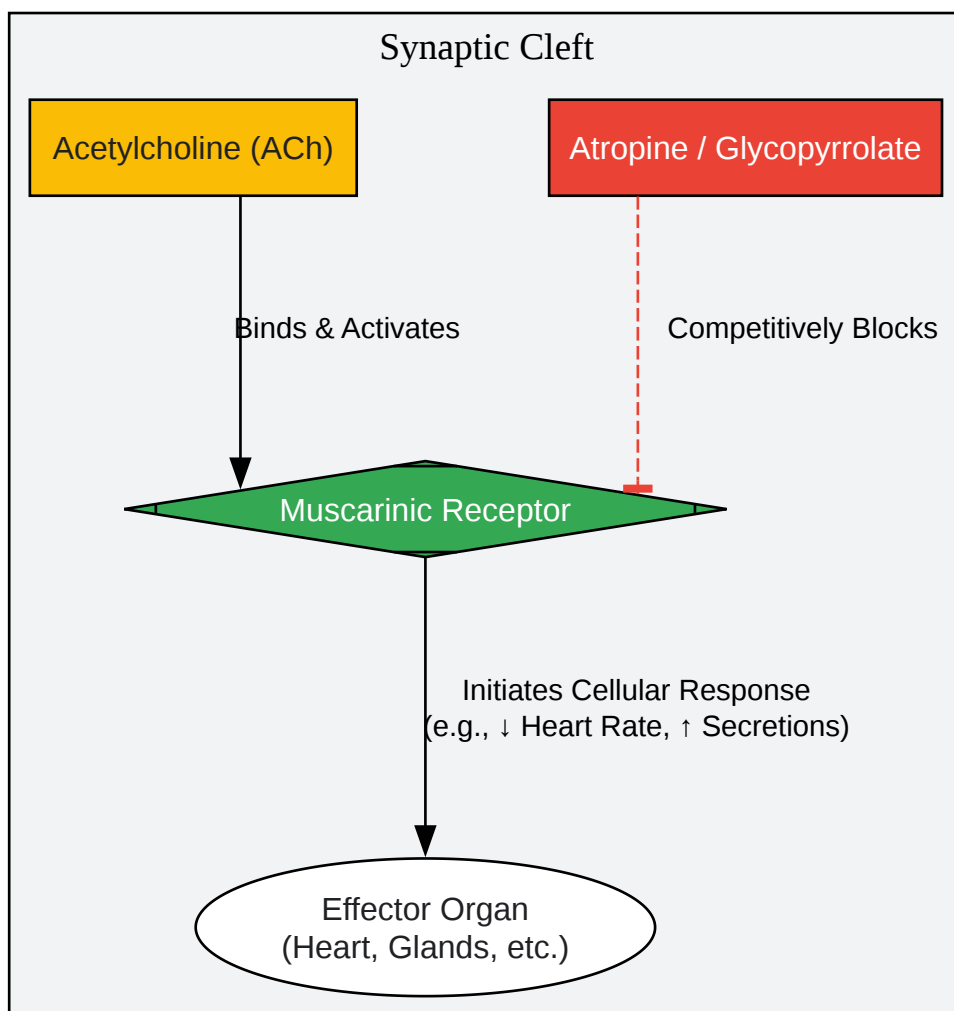 Synaptic Cleft
Acetylcholine (ACh)
Atropine / Glycopyrrolate
Binds & Activates
Competitively Blocks
Muscarinic Receptor
Initiates Cellular Response
(e.g., ↓ Heart Rate, ↑ Secretions)
Effector Organ
(Heart, Glands, etc.)